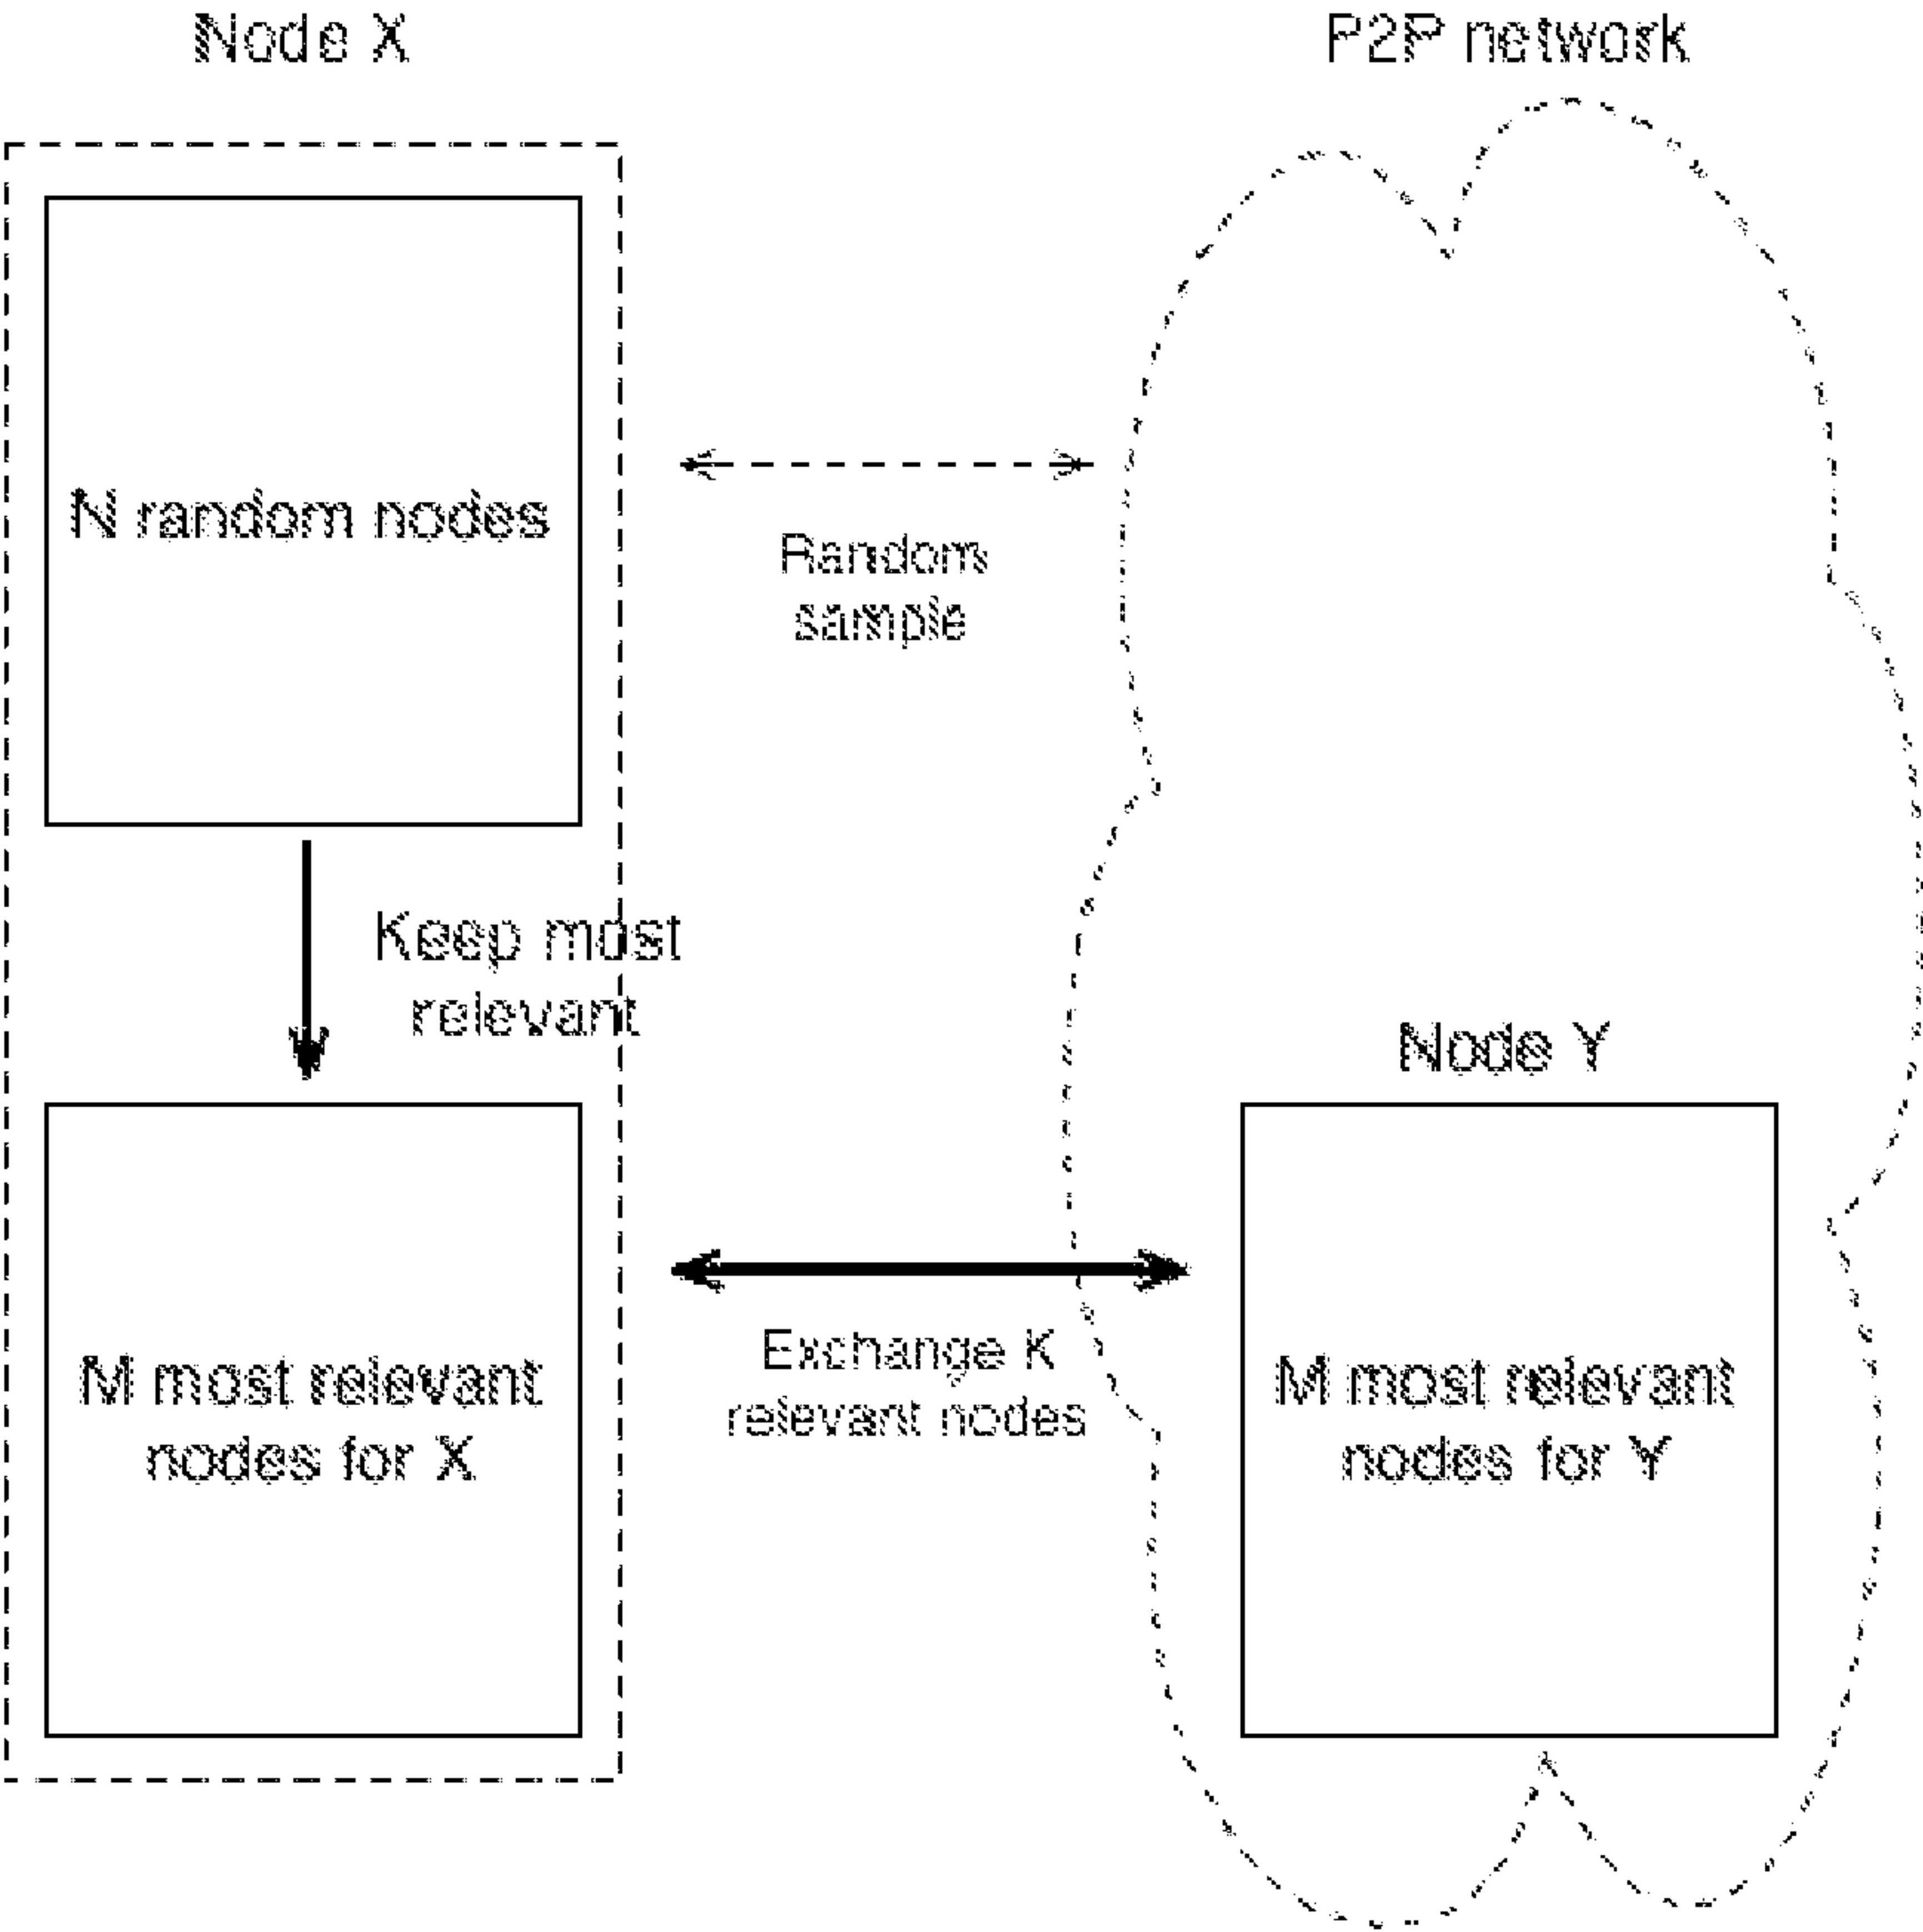 Node X
P2P network
N random nodes
Random
sample
Keep most
relevant
Node Y
M most relevant
nodes for X
Exchange K
relevant nodes
M most relevant
nodes for Y